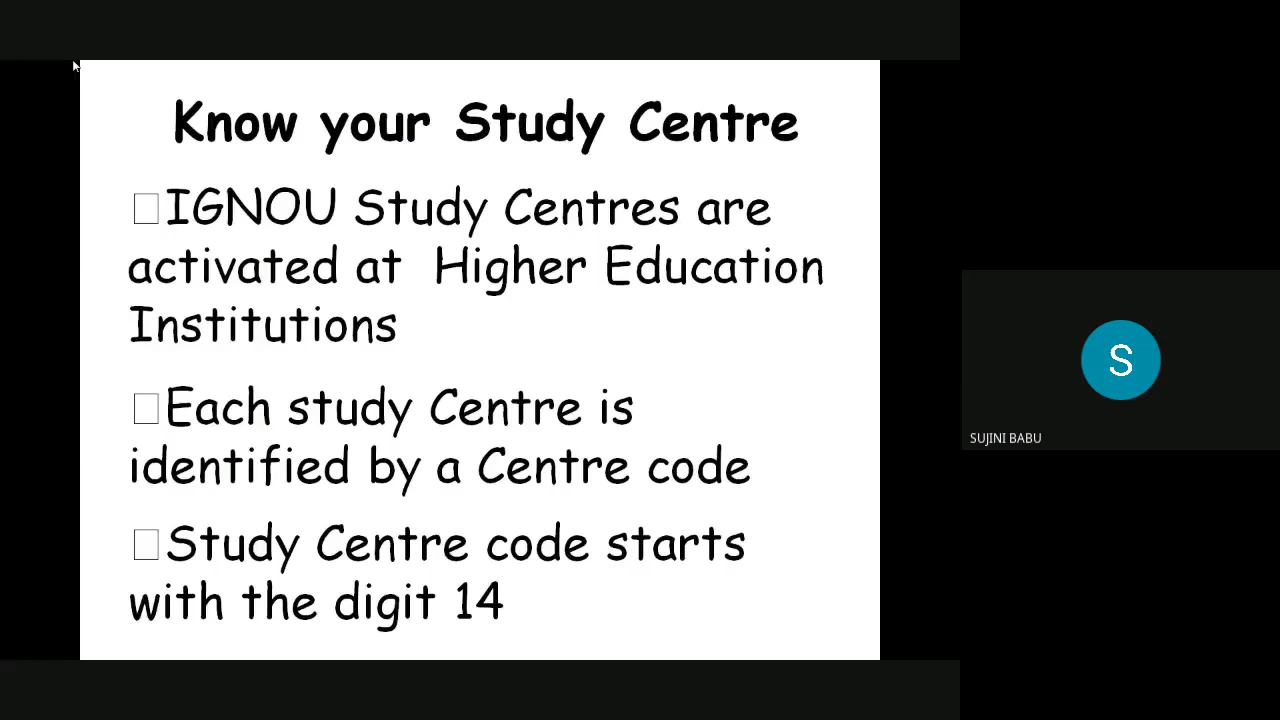 Know your Study Centre
IGNOU Study Centres are
activated at Higher Education
Institutions
Each study Centre is
identified by a Centre code
Study Centre code starts
with the digit 14
S
SUJINI BABU